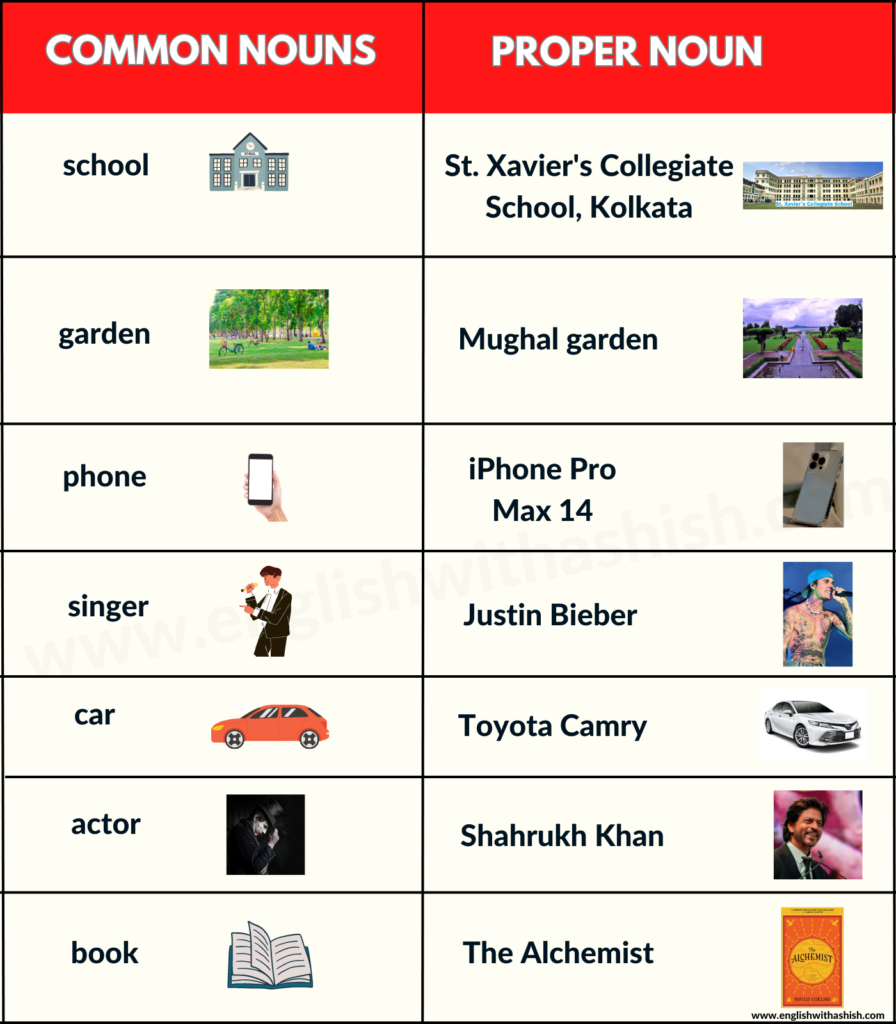 COMMON NOUNS
PROPER NOUN
school
SCHOOL
St. Xavier's Collegiate
School, Kolkata
St. Xavier's Collegiate School
garden
Mughal garden
phone
iPhone Pro
Max 14
singer
Justin Bieber
car
Toyota Camry
actor
Shahrukh Khan
book
The Alchemist
The
ALCHEMIST
PAULO COELHO
www.englishwithashish.com
www.englishwithashish.com